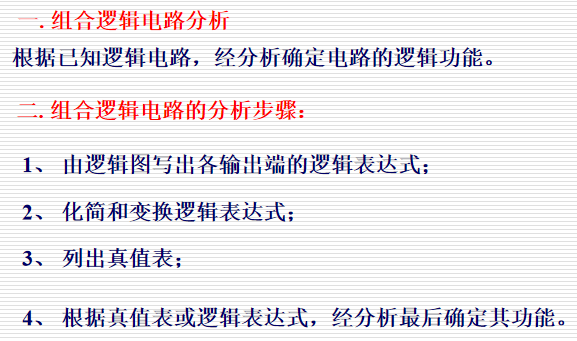 一. 组合逻辑电路分析
根据已知逻辑电路，经分析确定电路的逻辑功能。
二. 组合逻辑电路的分析步骤：
1、 由逻辑图写出各输出端的逻辑表达式；
2、 化简和变换逻辑表达式；
3、 列出真值表；
4、 根据真值表或逻辑表达式，经分析最后确定其功能。